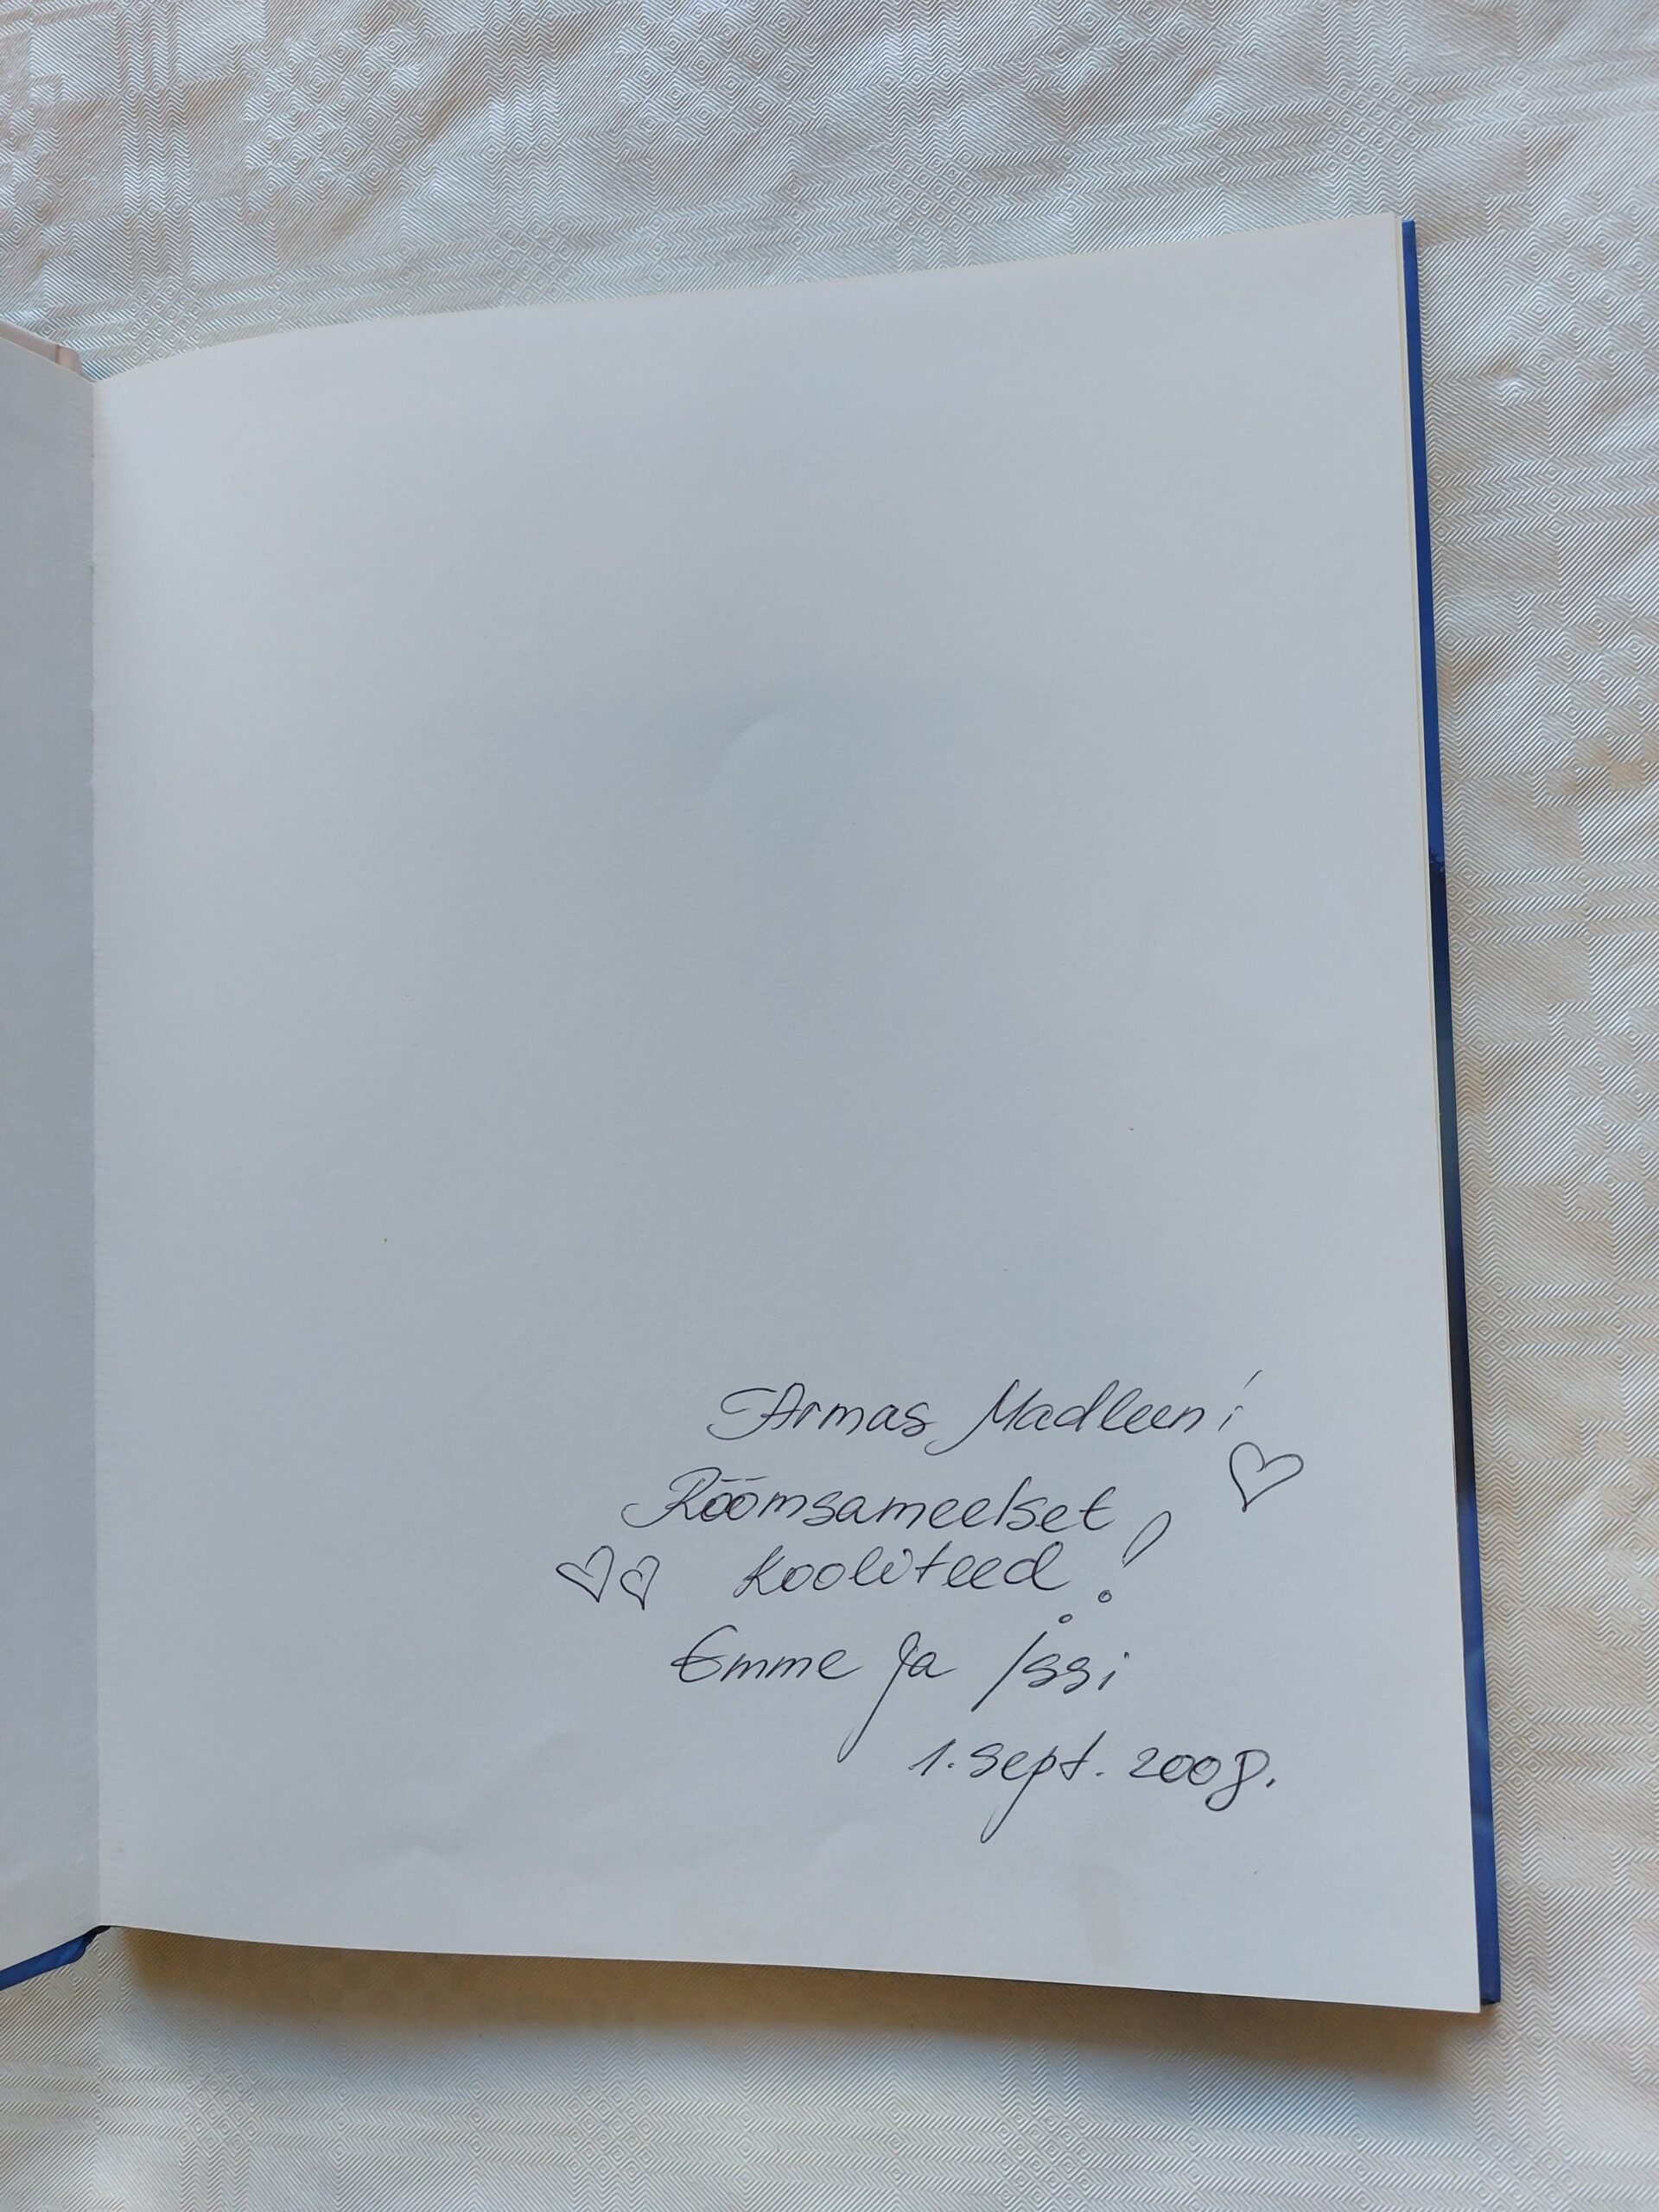 Armas Madleen!
Rõõmsameelset
kooliteed!
Emme ja Issi
1. sept. 2008.